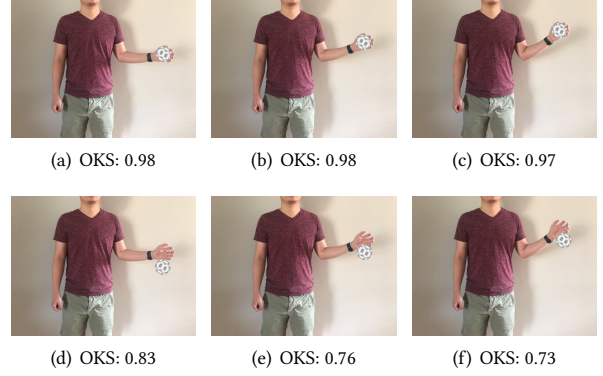 (a) OKS: 0.98
(b) OKS: 0.98
(c) OKS: 0.97
(d) OKS: 0.83
(e) OKS: 0.76
(f) OKS: 0.73